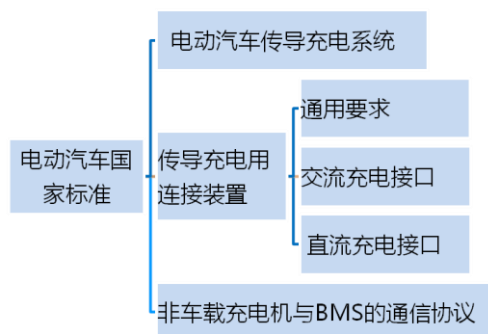 电动汽车传导充电系统
电动汽车国
家标准
传导充电用
连接装置
通用要求
交流充电接口
直流充电接口
非车载充电机与BMS的通信协议